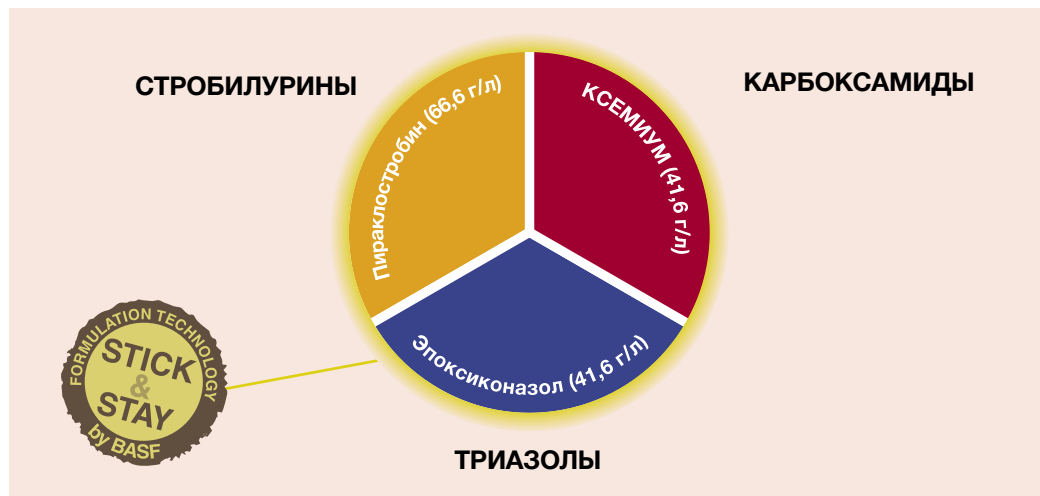 СТРОБИЛУРИНЫ
КАРБОКСАМИДЫ
Пираклостробин (66,6 г/л)
КСЕМИУМ (41,6 г/л)
Эпоксиконазол (41,6 г/л)
ТРИАЗОЛЫ
FORMULATION TECHNOLOGY
STICK
&
STAY
by BASF